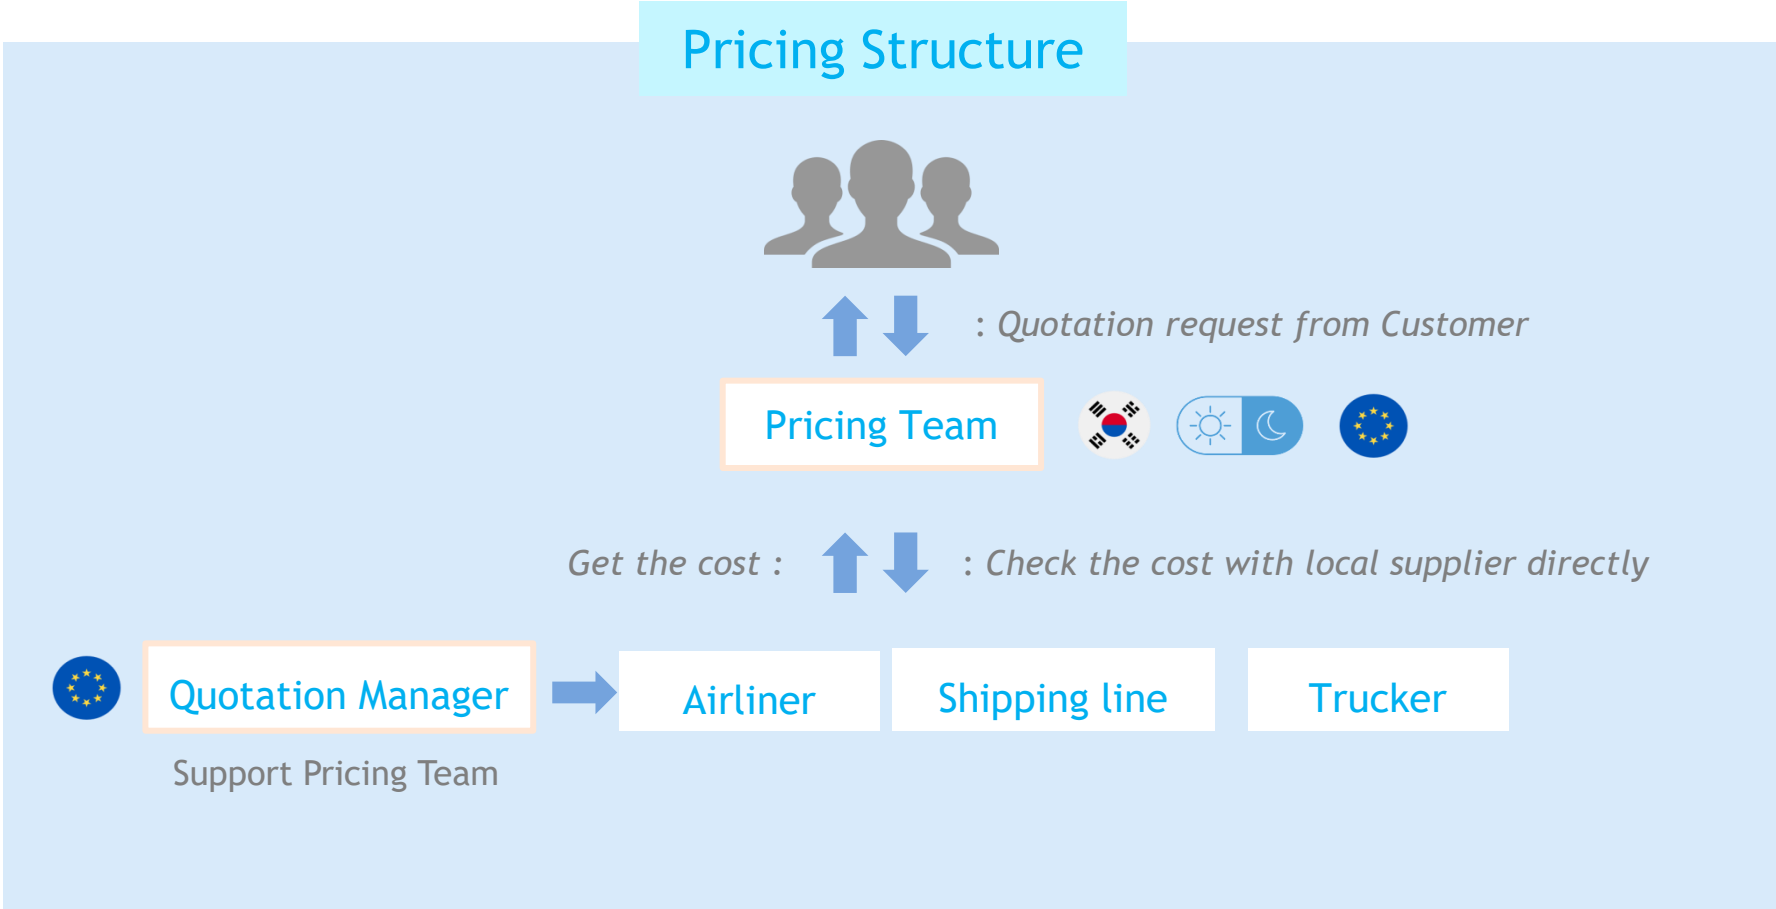 Pricing Structure
: Quotation request from Customer
Pricing Team
Get the cost :
: Check the cost with local supplier directly
Quotation Manager
Airliner
Shipping line
Trucker
Support Pricing Team